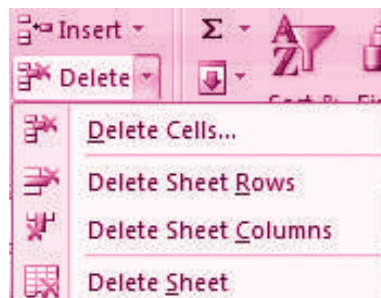 Insert Σ A
Z
Delete
Delete Cells...
Delete Sheet Rows
Delete Sheet Columns
Delete Sheet